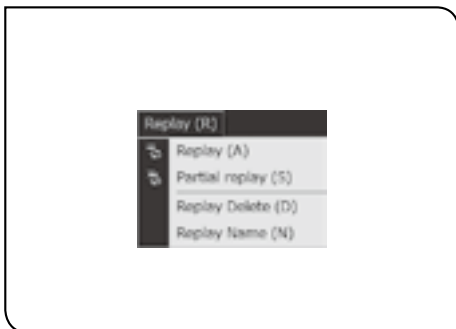 Replay (R)
Replay (A)
Partial replay (S)
Replay Delete (D)
Replay Name (N)